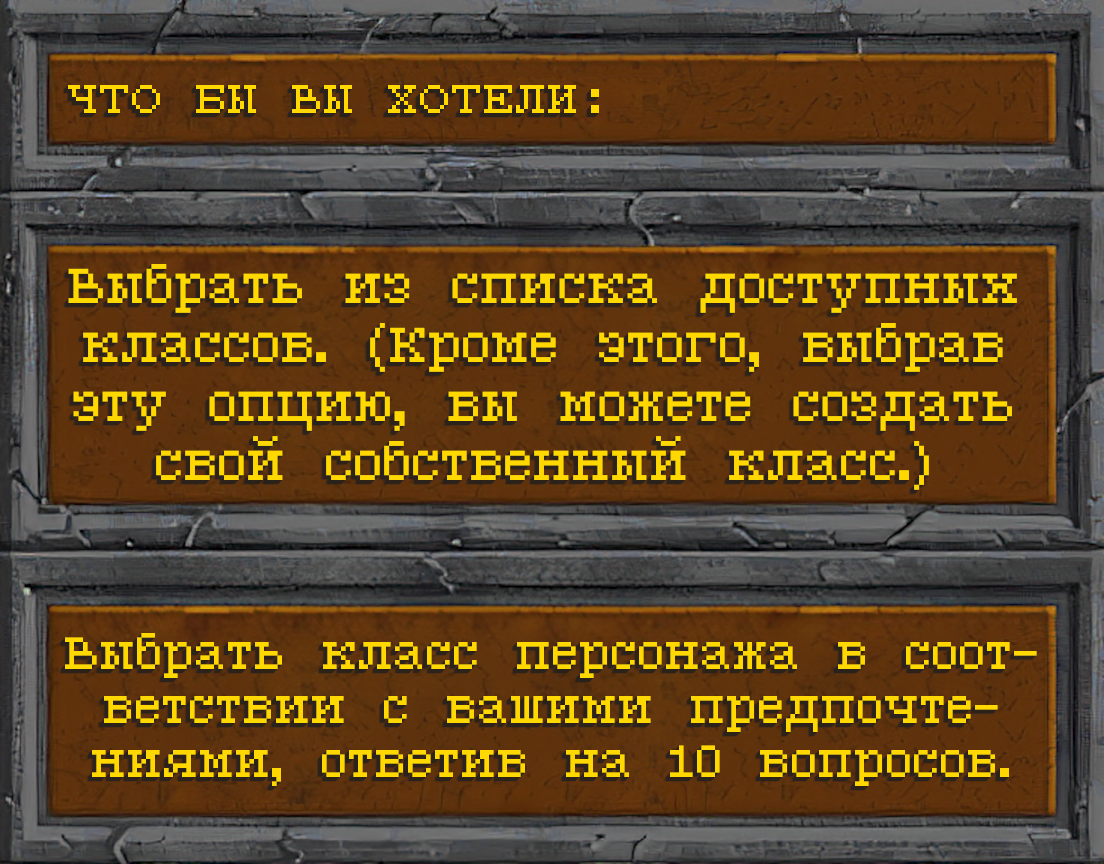 ЧТО БЫ ВЫ ХОТЕЛИ:
Выбрать из списка доступных
классов. (Кроме этого, выбрав
эту опцию, вы можете создать
свой собственный класс.)
Выбрать класс персонажа в соот-
ветствии с вашими предпочте-
ниями, ответив на 10 вопросов.